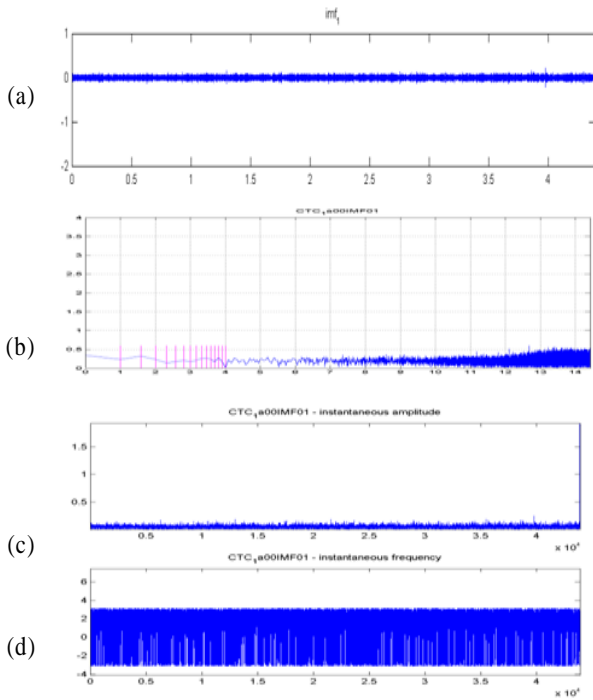 imf1
(a)
1
0
-1
-2
0 0.5 1 1.5 2 2.5 3 3.5 4
CTC1a00IMF01
(b)
4
3.5
3
2.5
2
1.5
1
0.5
0
0 1 2 3 4 5 6 7 8 9 10 11 12 13 14
CTC1a00IMF01 - instantaneous amplitude
(c)
1.5
1
0.5
0.5 1 1.5 2 2.5 3 3.5 4
x 10⁴
CTC1a00IMF01 - instantaneous frequency
(d)
6
4
2
0
-2
-4
0 0.5 1 1.5 2 2.5 3 3.5 4
x 10⁴